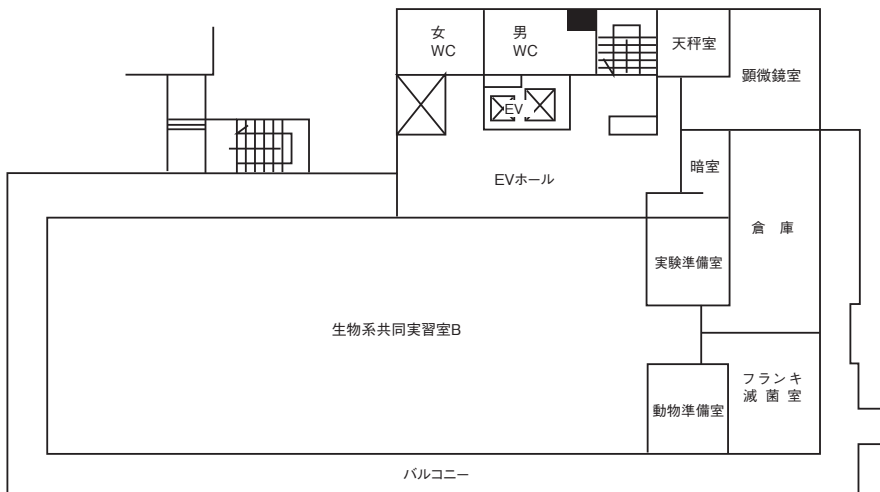 女
WC
男
WC
天秤室
顕微鏡室
EV
暗室
EVホール
倉　庫
実験準備室
生物系共同実習室B
フランキ
滅 菌 室
動物準備室
バルコニー